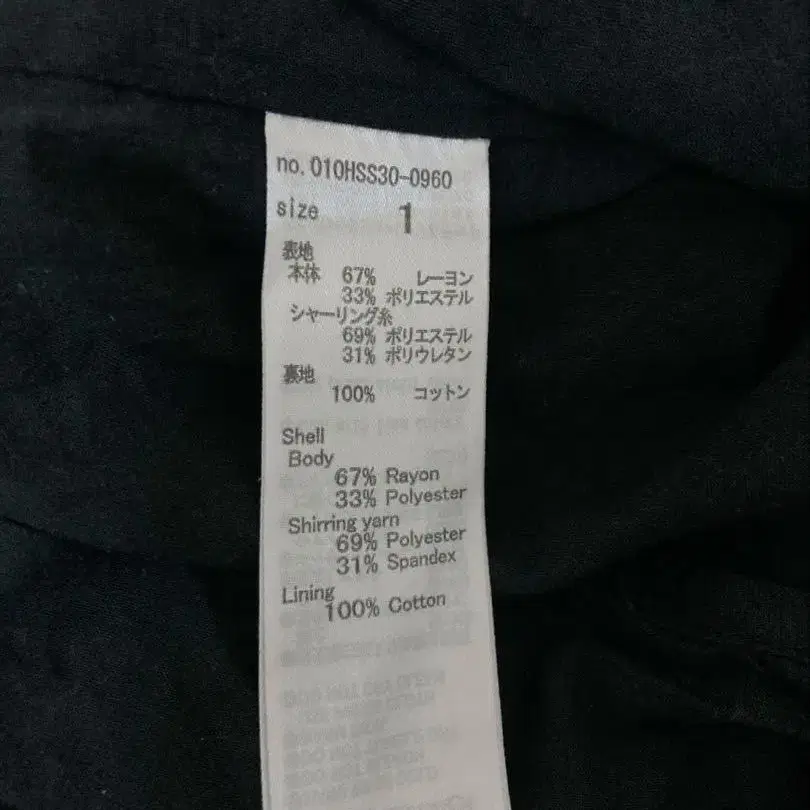 no. 010HSS30-0960
size 1
表地
本体 67% レーヨン
33% ポリエステル
シャーリング糸
69% ポリエステル
31% ポリウレタン
裏地
100% コットン
Shell
Body
67% Rayon
33% Polyester
Shirring yarn
69% Polyester
31% Spandex
Lining
100% Cotton